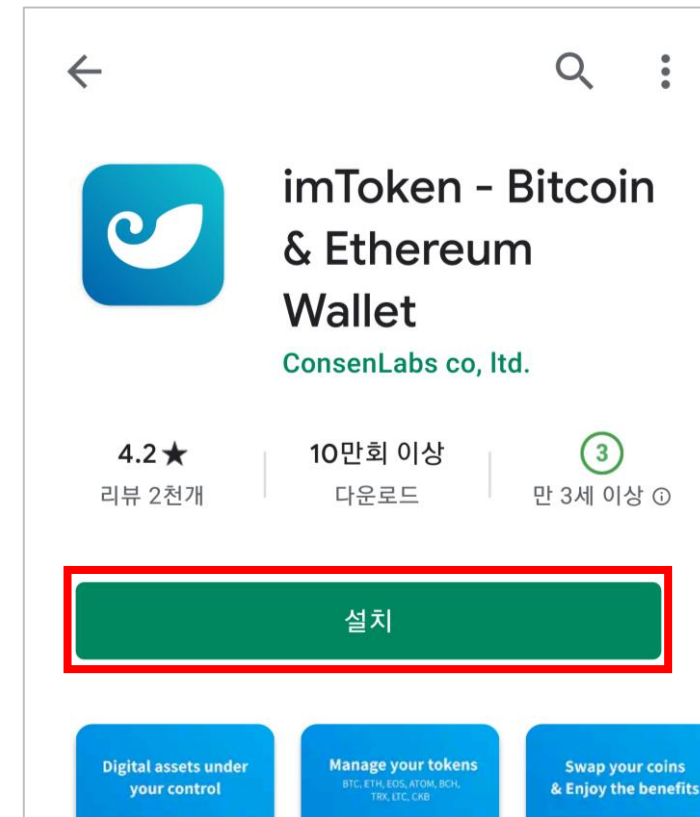 imToken - Bitcoin
& Ethereum
Wallet
ConsenLabs co, ltd.
4.2★
리뷰 2천개
10만회 이상
다운로드
3
만 3세 이상
설치
Digital assets under
your control
Manage your tokens
BTC, ETH, EOS, ATOM, BCH,
TRX, LTC, CKB
Swap your coins
& Enjoy the benefits